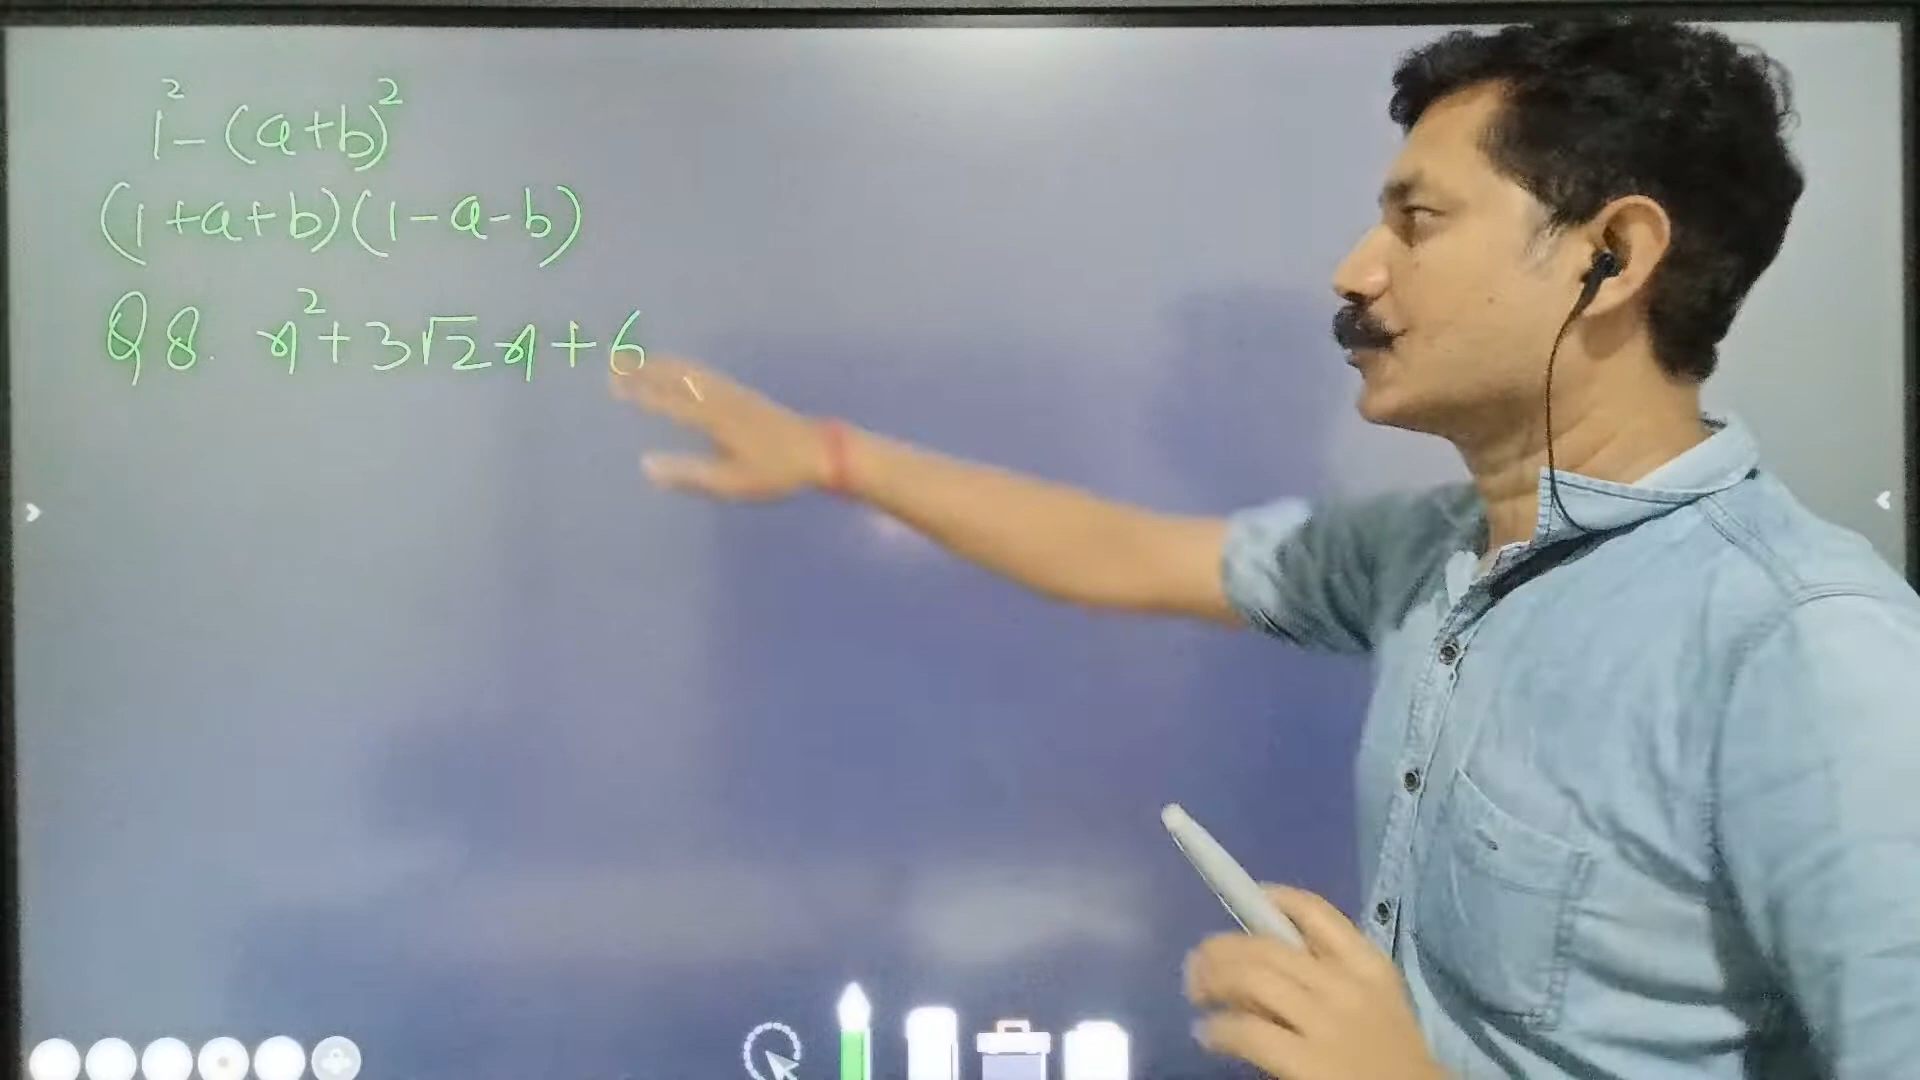 1² - (a+b)²
(1+a+b)(1-a-b)
Q8. x² + 3√2x + 6